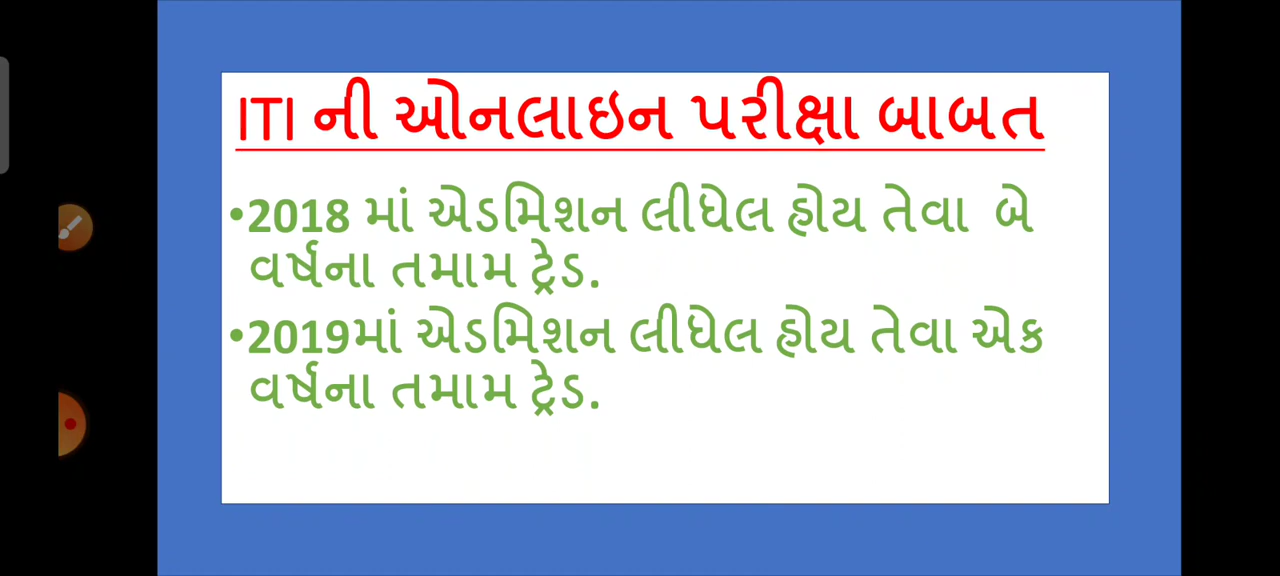 ITI ની ઓનલાઇન પરીક્ષા બાબત
•2018 માં એડમિશન લીધેલ હોય તેવા બે
વર્ષના તમામ ટ્રેડ.
•2019માં એડમિશન લીધેલ હોય તેવા એક
વર્ષના તમામ ટ્રેડ.